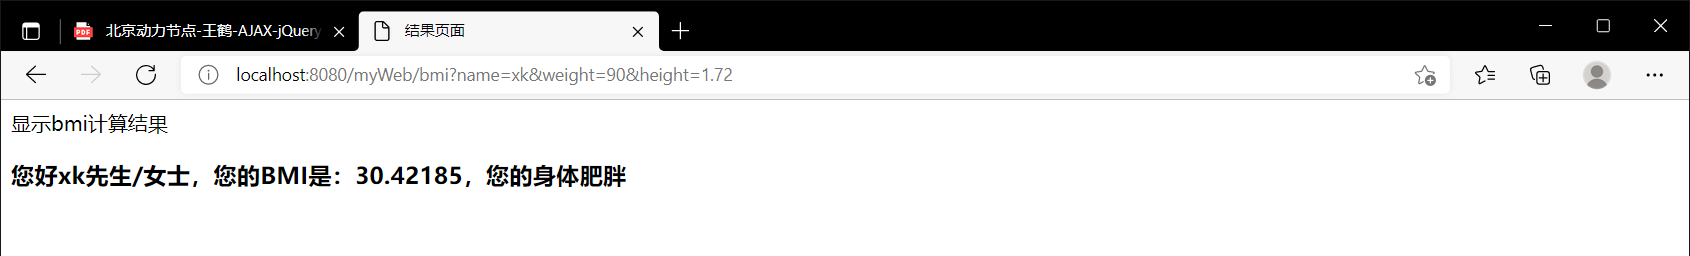 北京动力节点-王鹤-AJAX-jQuery
结果页面
localhost:8080/myWeb/bmi?name=xk&weight=90&height=1.72
显示bmi计算结果
您好xk先生/女士，您的BMI是：30.42185，您的身体肥胖